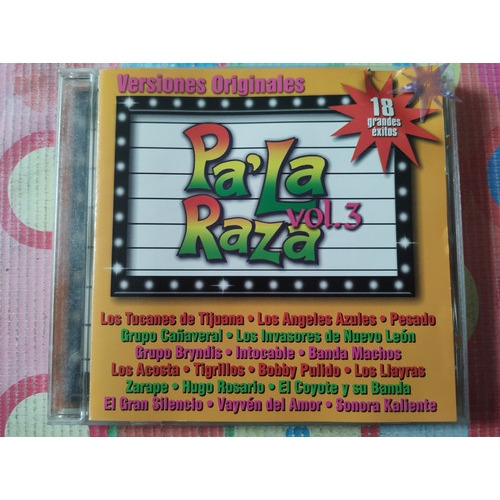 Versiones Originales
18
grandes
éxitos
Pa'La
Raza
vol.3
Los Tucanes de Tijuana • Los Angeles Azules • Pesado
Grupo Cañaveral • Los Invasores de Nuevo León
Grupo Bryndis • Intocable • Banda Machos
Los Acosta • Tigrillos • Bobby Pulido • Los Llayras
Zarape • Hugo Rosario • El Coyote y su Banda
El Gran Silencio • Vayvén del Amor • Sonora Kaliente